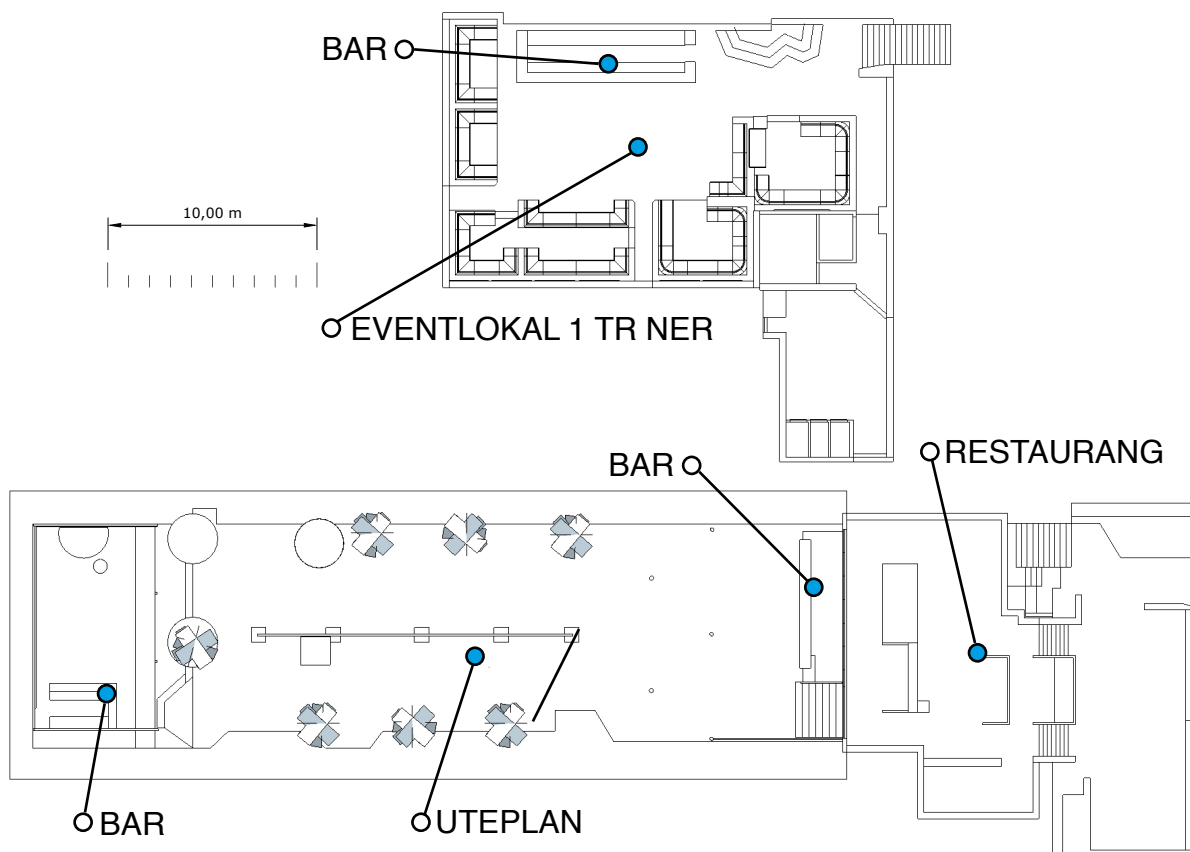 BAR
10,00 m
EVENTLOKAL 1 TR NER
BAR
RESTAURANG
BAR
UTEPLAN